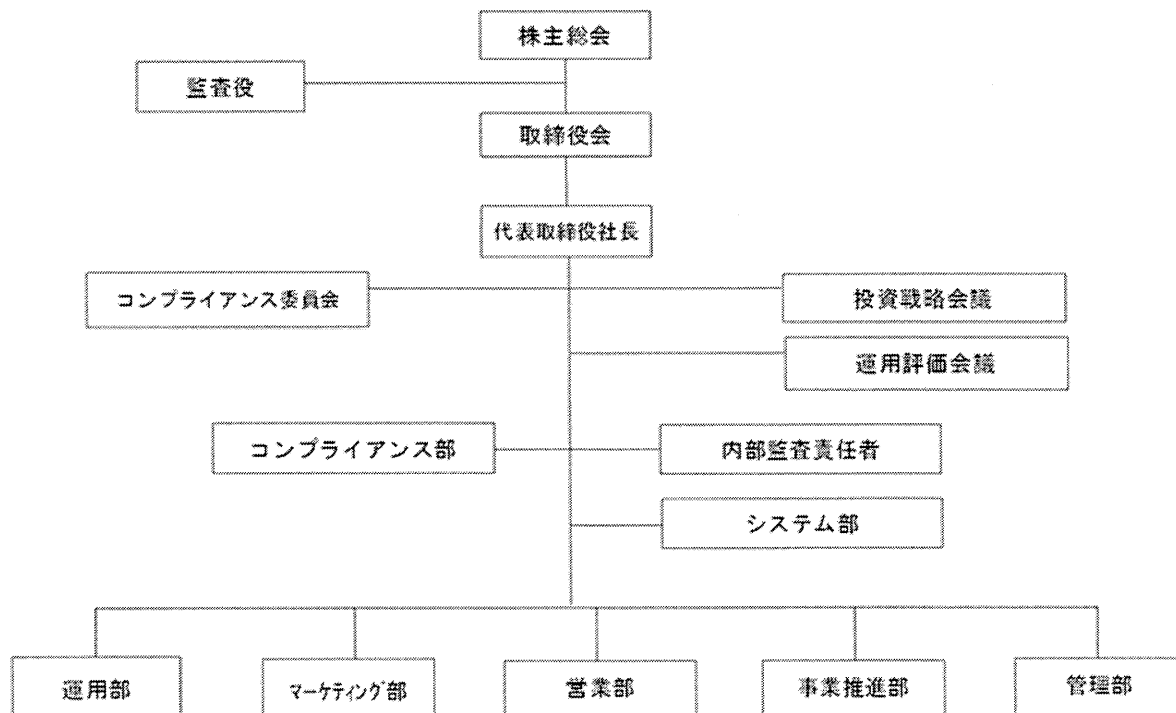 株主総会
監査役
取締役会
代表取締役社長
コンプライアンス委員会
投資戦略会議
運用評価会議
コンプライアンス部
内部監査責任者
システム部
運用部
マーケティング部
営業部
事業推進部
管理部